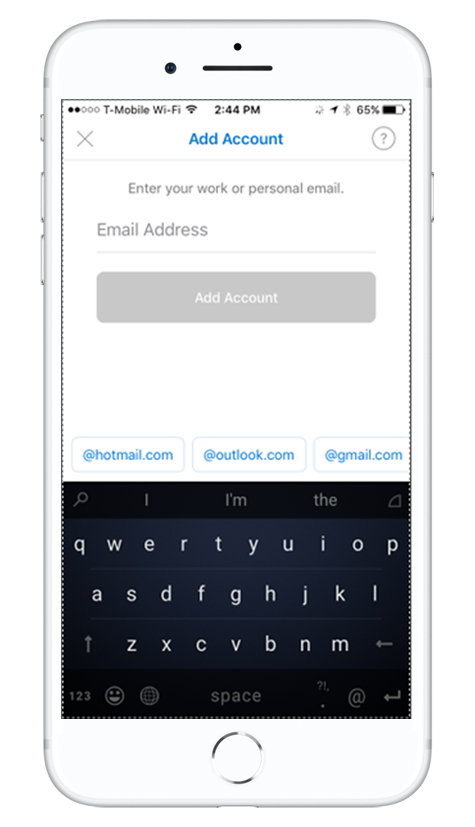 T-Mobile Wi-Fi 2:44 PM 65%
Add Account ?
Enter your work or personal email.
Email Address
Add Account
@hotmail.com @outlook.com @gmail.com
I I'm the
q w e r t y u i o p
a s d f g h j k l
z x c v b n m
123 space ?!, . @